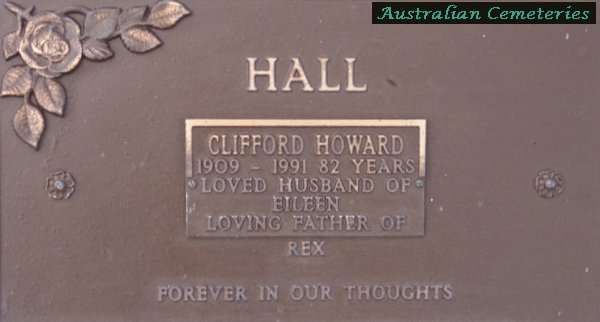 Australian Cemeteries
HALL
CLIFFORD HOWARD
1909 - 1991 82 YEARS
LOVED HUSBAND OF
EILEEN
LOVING FATHER OF
REX
FOREVER IN OUR THOUGHTS